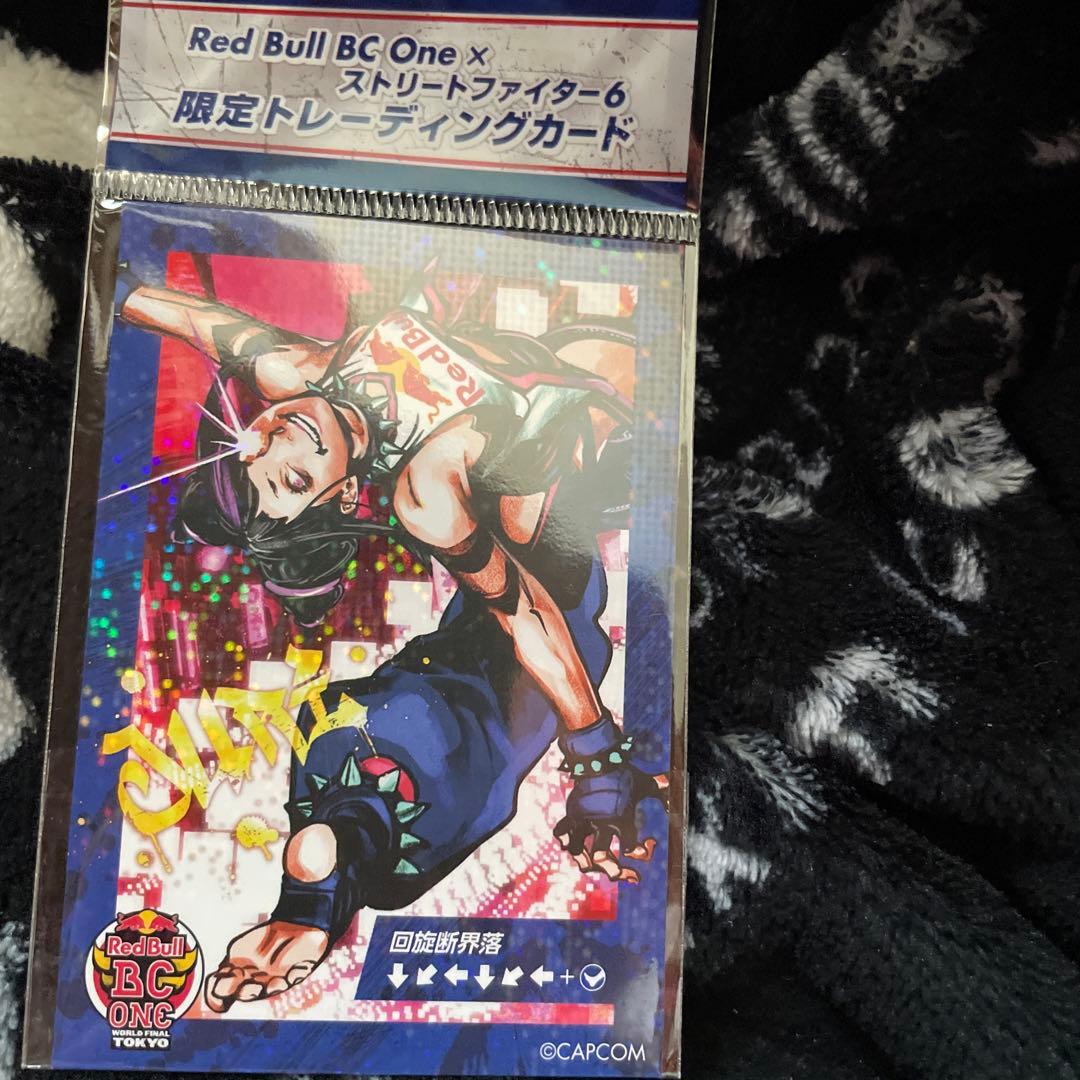 Red Bull BC One ×
ストリートファイター6
限定トレーディングカード
RedBull
JURI
回旋断界落
↓↙←↓↙←+
Red Bull
BC
ONE
WORLD FINAL
TOKYO
©CAPCOM